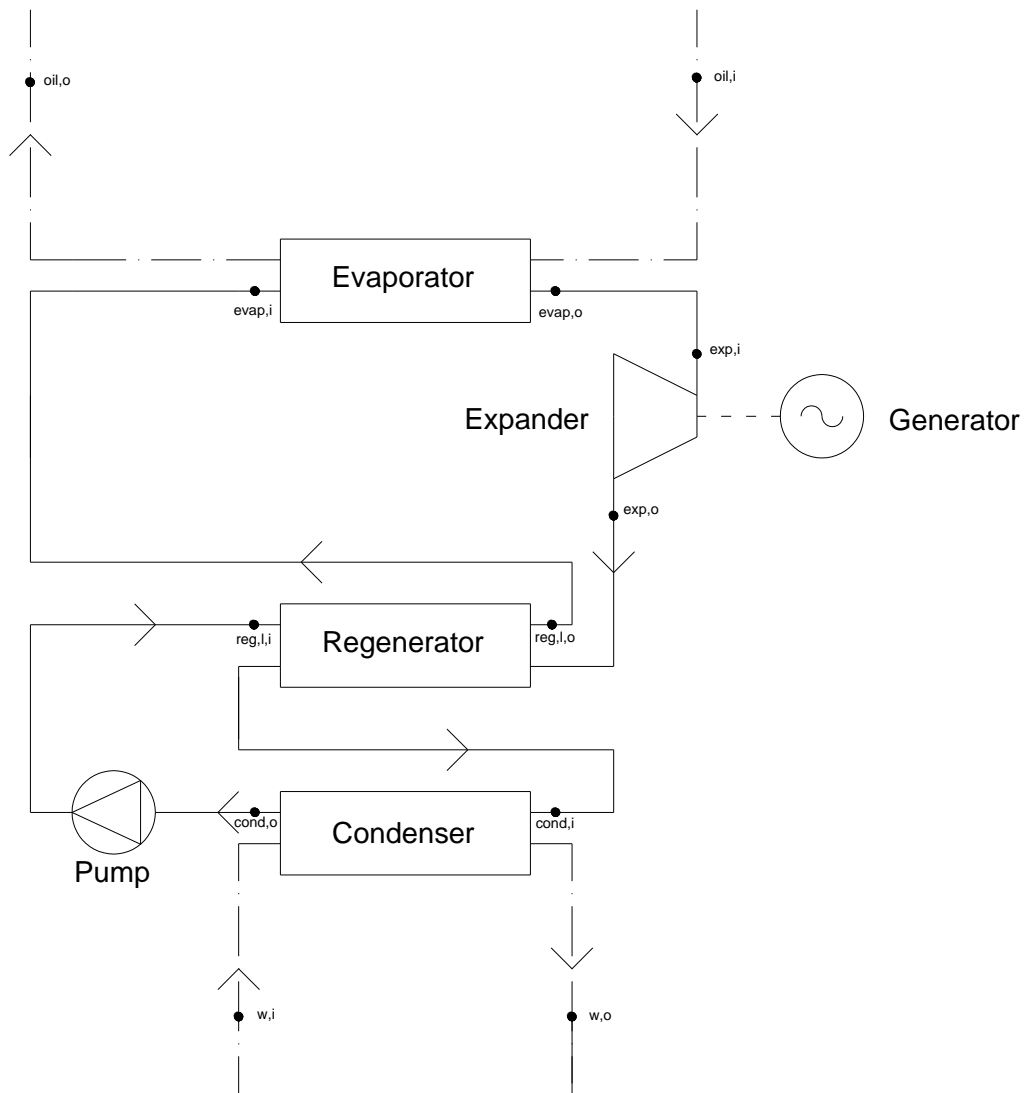 oil,o
oil,i
Evaporator
evap,i
evap,o
exp,i
Expander
Generator
exp,o
reg,l,i
Regenerator
reg,l,o
cond,o
Condenser
cond,i
Pump
w,i
w,o